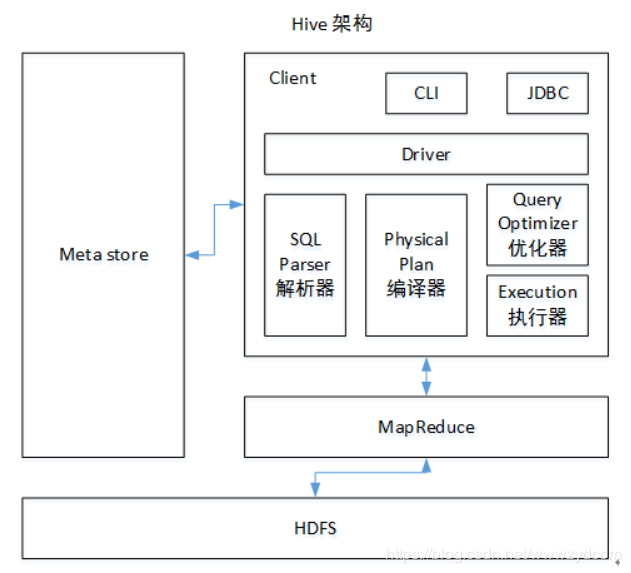 Hive 架构
Client
CLI
JDBC
Driver
Meta store
SQL
Parser
解析器
Physical
Plan
编译器
Query
Optimizer
优化器
Execution
执行器
MapReduce
HDFS